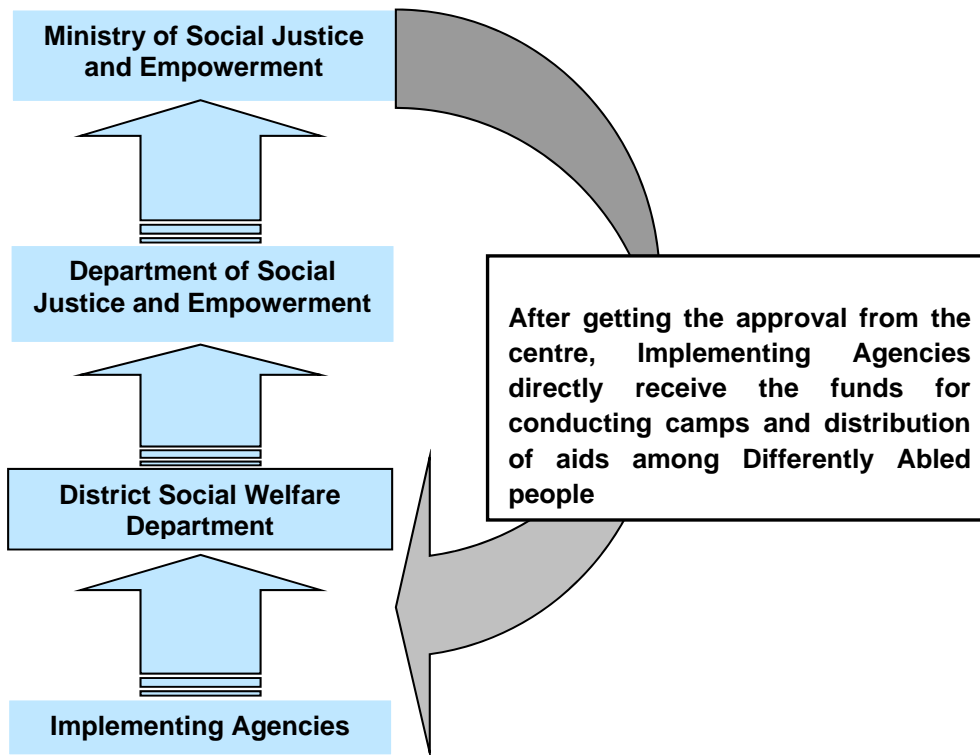 Ministry of Social Justice
and Empowerment
Department of Social
Justice and Empowerment
After getting the approval from the
centre, Implementing Agencies
directly receive the funds for
conducting camps and distribution
of aids among Differently Abled
people
District Social Welfare
Department
Implementing Agencies